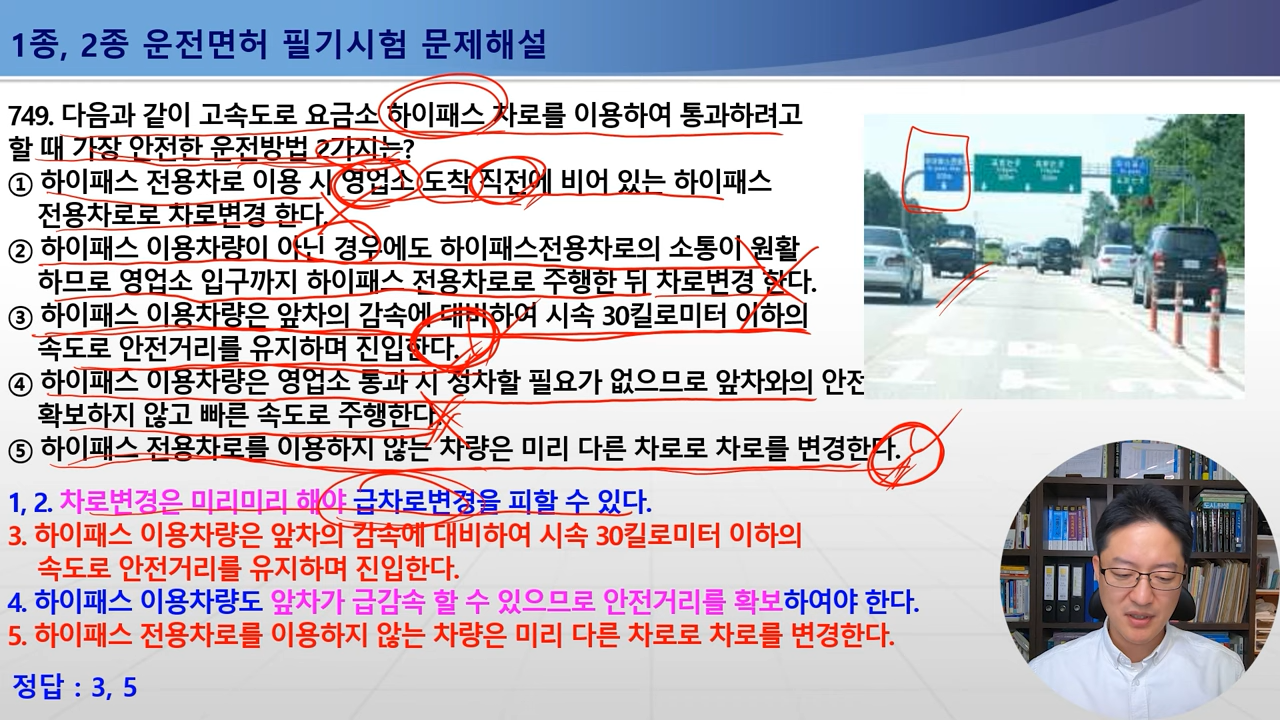 1종, 2종 운전면허 필기시험 문제해설
749. 다음과 같이 고속도로 요금소 하이패스 차로를 이용하여 통과하려고
할 때 가장 안전한 운전방법 2가지는?
① 하이패스 전용차로 이용 시 영업소 도착 직전에 비어 있는 하이패스
전용차로로 차로변경 한다.
② 하이패스 이용차량이 아닌 경우에도 하이패스전용차로의 소통이 원활
하므로 영업소 입구까지 하이패스 전용차로로 주행한 뒤 차로변경 한다.
③ 하이패스 이용차량은 앞차의 감속에 대비하여 시속 30킬로미터 이하의
속도로 안전거리를 유지하며 진입한다.
④ 하이패스 이용차량은 영업소 통과 시 정차할 필요가 없으므로 앞차와의 안전
확보하지 않고 빠른 속도로 주행한다.
⑤ 하이패스 전용차로를 이용하지 않는 차량은 미리 다른 차로로 차로를 변경한다.
1, 2. 차로변경은 미리미리 해야 급차로변경을 피할 수 있다.
3. 하이패스 이용차량은 앞차의 감속에 대비하여 시속 30킬로미터 이하의
속도로 안전거리를 유지하며 진입한다.
4. 하이패스 이용차량도 앞차가 급감속 할 수 있으므로 안전거리를 확보하여야 한다.
5. 하이패스 전용차로를 이용하지 않는 차량은 미리 다른 차로로 차로를 변경한다.
정답 : 3, 5